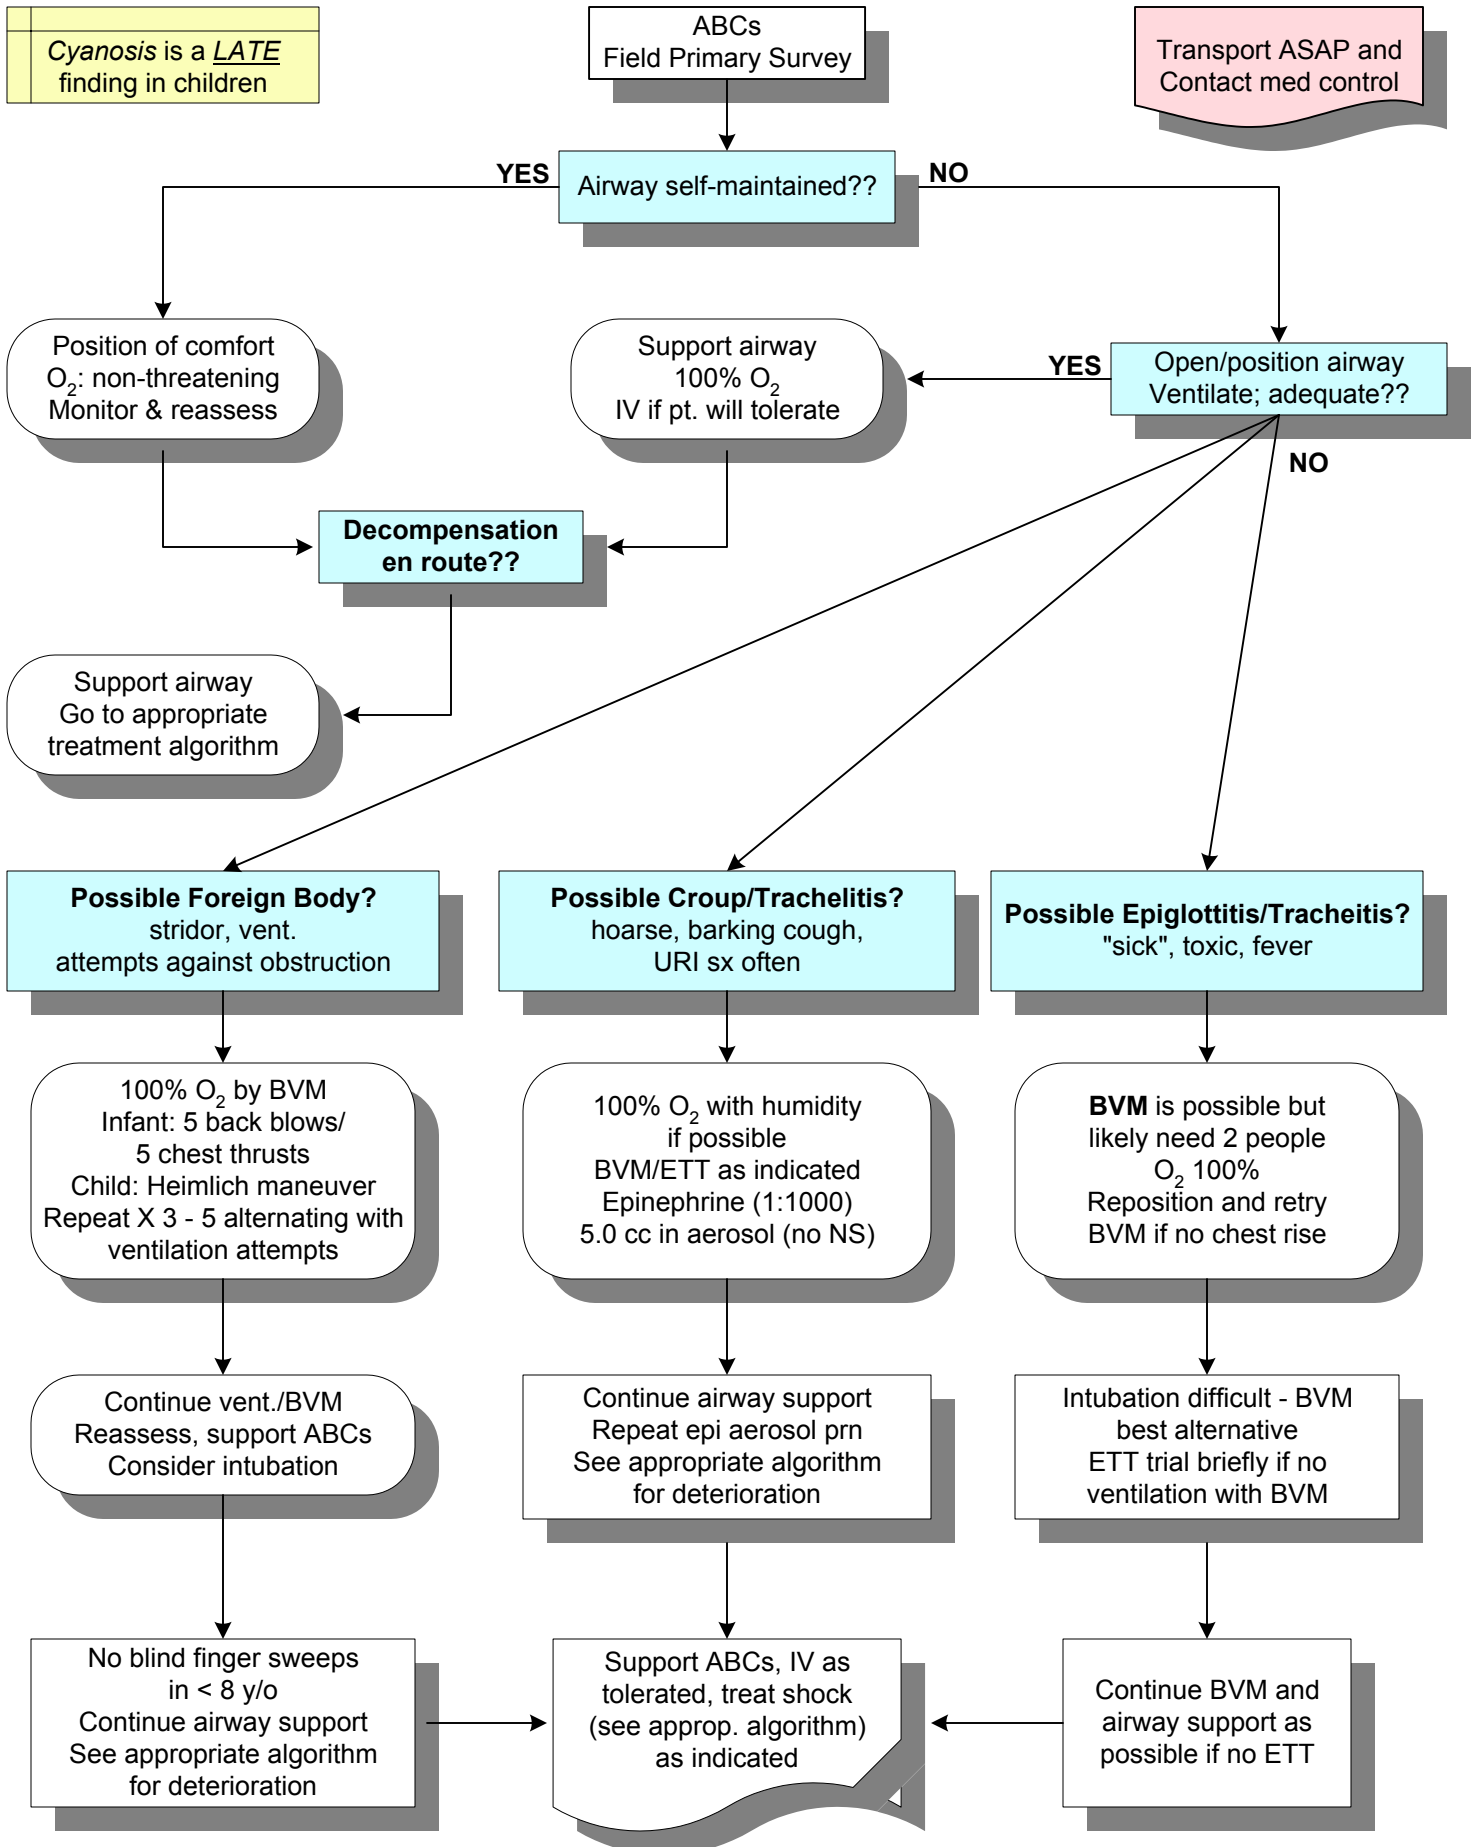 Cyanosis is a LATE
finding in children
ABCs
Field Primary Survey
Transport ASAP and
Contact med control
YES
Airway self-maintained??
NO
Position of comfort
O2: non-threatening
Monitor & reassess
Support airway
100% O2
IV if pt. will tolerate
YES
Open/position airway
Ventilate; adequate??
NO
Decompensation
en route??
Support airway
Go to appropriate
treatment algorithm
Possible Foreign Body?
stridor, vent.
attempts against obstruction
Possible Croup/Trachelitis?
hoarse, barking cough,
URI sx often
Possible Epiglottitis/Tracheitis?
"sick", toxic, fever
100% O2 by BVM
Infant: 5 back blows/
5 chest thrusts
Child: Heimlich maneuver
Repeat X 3 - 5 alternating with
ventilation attempts
100% O2 with humidity
if possible
BVM/ETT as indicated
Epinephrine (1:1000)
5.0 cc in aerosol (no NS)
BVM is possible but
likely need 2 people
O2 100%
Reposition and retry
BVM if no chest rise
Continue vent./BVM
Reassess, support ABCs
Consider intubation
Continue airway support
Repeat epi aerosol prn
See appropriate algorithm
for deterioration
Intubation difficult - BVM
best alternative
ETT trial briefly if no
ventilation with BVM
No blind finger sweeps
in < 8 y/o
Continue airway support
See appropriate algorithm
for deterioration
Support ABCs, IV as
tolerated, treat shock
(see approp. algorithm)
as indicated
Continue BVM and
airway support as
possible if no ETT